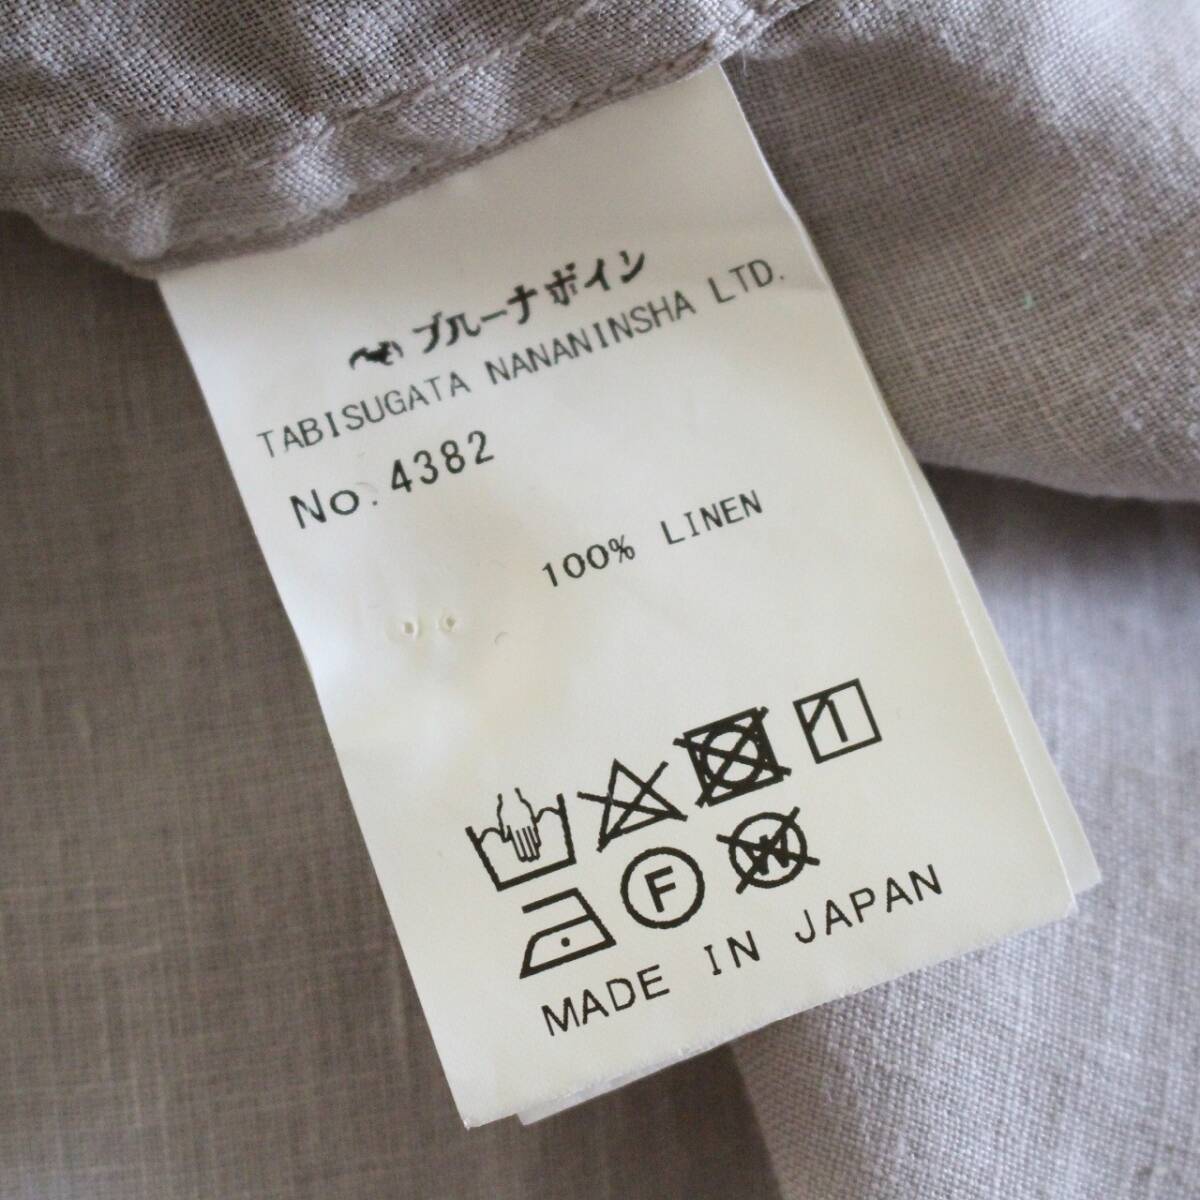 ブルーナボイン
TABISUGATA NANANINSHA LTD.
No. 4382
100% LINEN
F W
MADE IN JAPAN